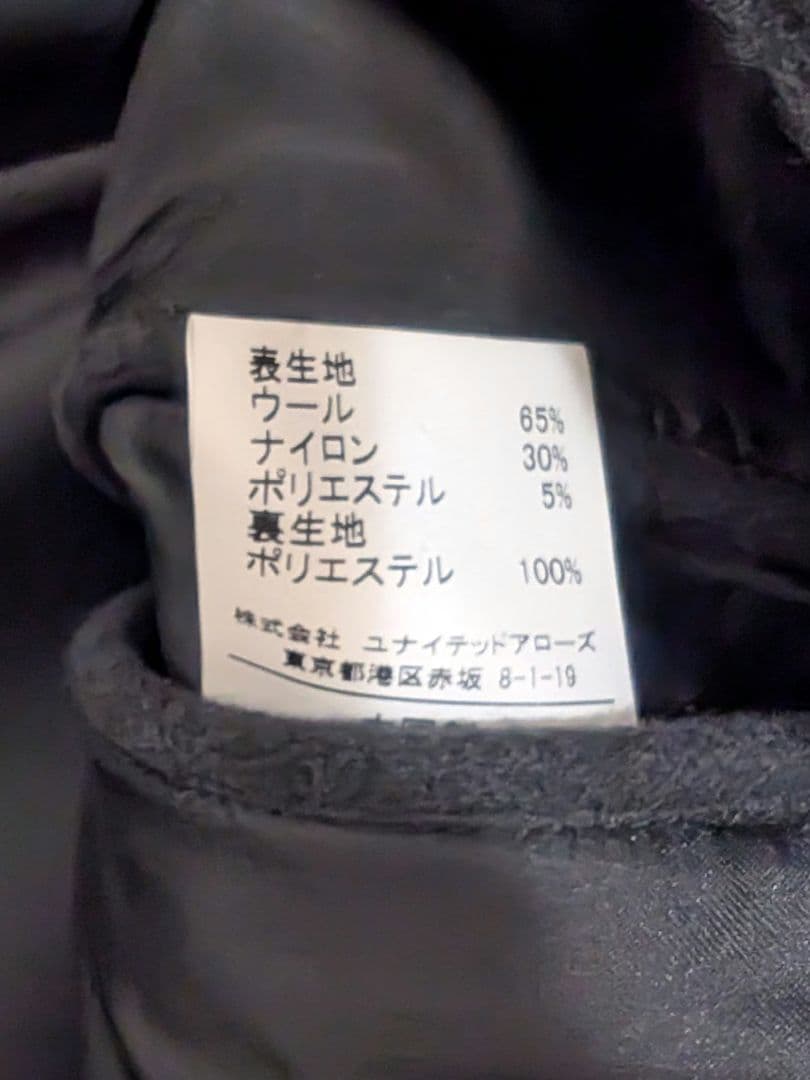 表生地
ウール 65%
ナイロン 30%
ポリエステル 5%
裏生地
ポリエステル 100%
株式会社 ユナイテッドアローズ
東京都港区赤坂 8-1-19